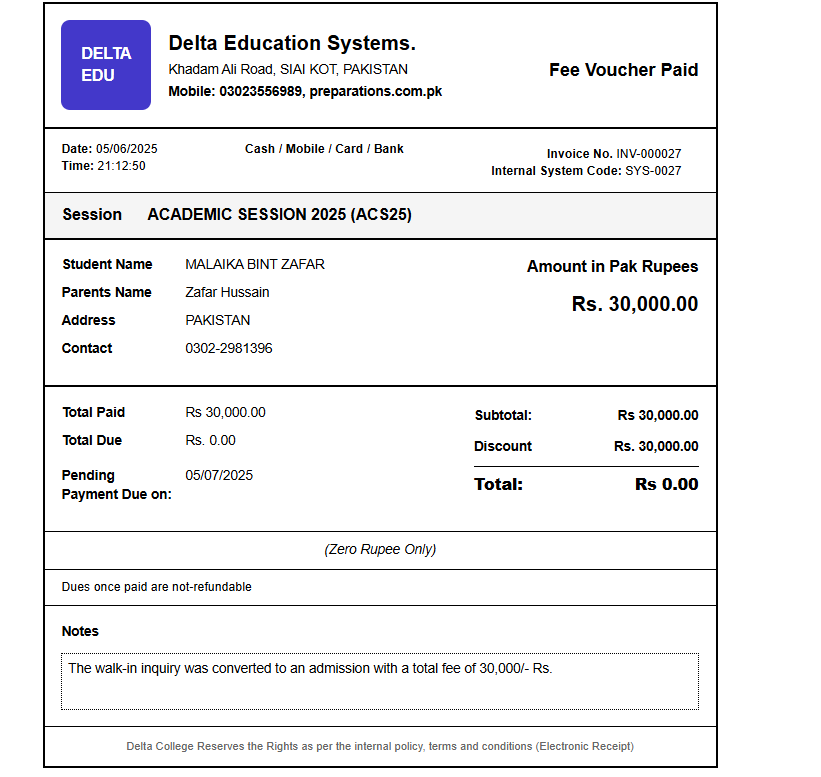 DELTA
EDU
Delta Education Systems.
Khadam Ali Road, SIAI KOT, PAKISTAN
Mobile: 03023556989, preparations.com.pk
Fee Voucher Paid
Date: 05/06/2025
Time: 21:12:50
Cash / Mobile / Card / Bank
Invoice No. INV-000027
Internal System Code: SYS-0027
Session ACADEMIC SESSION 2025 (ACS25)
Student Name MALAIKA BINT ZAFAR
Parents Name Zafar Hussain
Address PAKISTAN
Contact 0302-2981396
Amount in Pak Rupees
Rs. 30,000.00
Total Paid Rs 30,000.00
Total Due Rs. 0.00
Pending
Payment Due on: 05/07/2025
Subtotal: Rs 30,000.00
Discount Rs. 30,000.00
Total: Rs 0.00
(Zero Rupee Only)
Dues once paid are not-refundable
Notes
The walk-in inquiry was converted to an admission with a total fee of 30,000/- Rs.
Delta College Reserves the Rights as per the internal policy, terms and conditions (Electronic Receipt)